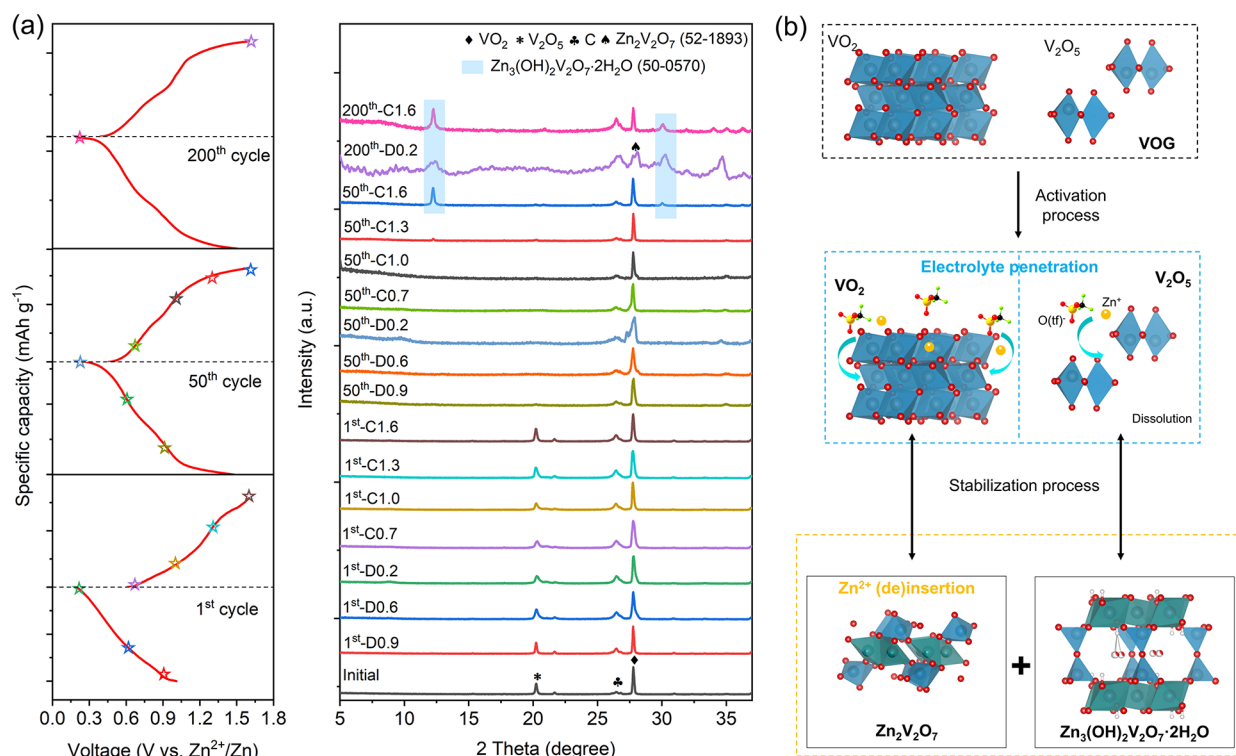 (a)
200th cycle
50th cycle
1st cycle
Specific capacity (mAh g-1)
0.0 0.3 0.6 0.9 1.2 1.5 1.8
Voltage (V vs. Zn2+/Zn)
♦ VO2 * V2O5 ♣ C ♠ Zn2V2O7 (52-1893)
Zn3(OH)2V2O7·2H2O (50-0570)
200th-C1.6
200th-D0.2
♠
50th-C1.6
50th-C1.3
50th-C1.0
50th-C0.7
50th-D0.2
50th-D0.6
50th-D0.9
1st-C1.6
1st-C1.3
1st-C1.0
1st-C0.7
1st-D0.2
1st-D0.6
1st-D0.9
Initial
* ♣ ♦
Intensity (a.u.)
5 10 15 20 25 30 35
2 Theta (degree)
(b)
VO2
V2O5
VOG
Activation
process
Electrolyte penetration
VO2
V2O5
Zn+
O(tf)-
Dissolution
Stabilization process
Zn2+ (de)insertion
+
Zn2V2O7
Zn3(OH)2V2O7·2H2O